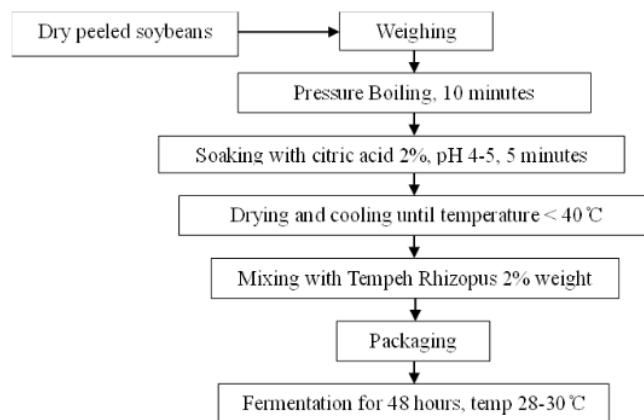 Dry peeled soybeans
Weighing
Pressure Boiling, 10 minutes
Soaking with citric acid 2%, pH 4-5, 5 minutes
Drying and cooling until temperature < 40℃
Mixing with Tempeh Rhizopus 2% weight
Packaging
Fermentation for 48 hours, temp 28-30℃